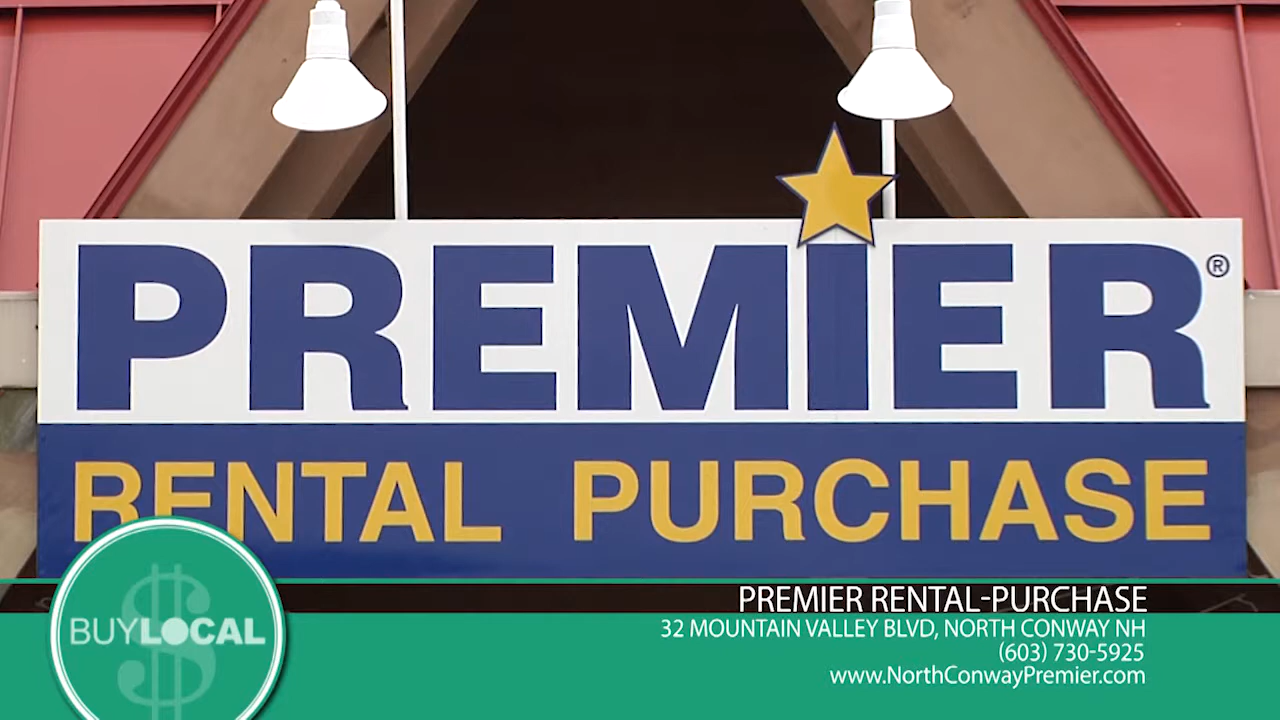 PREMIER®
RENTAL PURCHASE
BUYLOCAL
PREMIER RENTAL-PURCHASE
32 MOUNTAIN VALLEY BLVD, NORTH CONWAY NH
(603) 730-5925
www.NorthConwayPremier.com